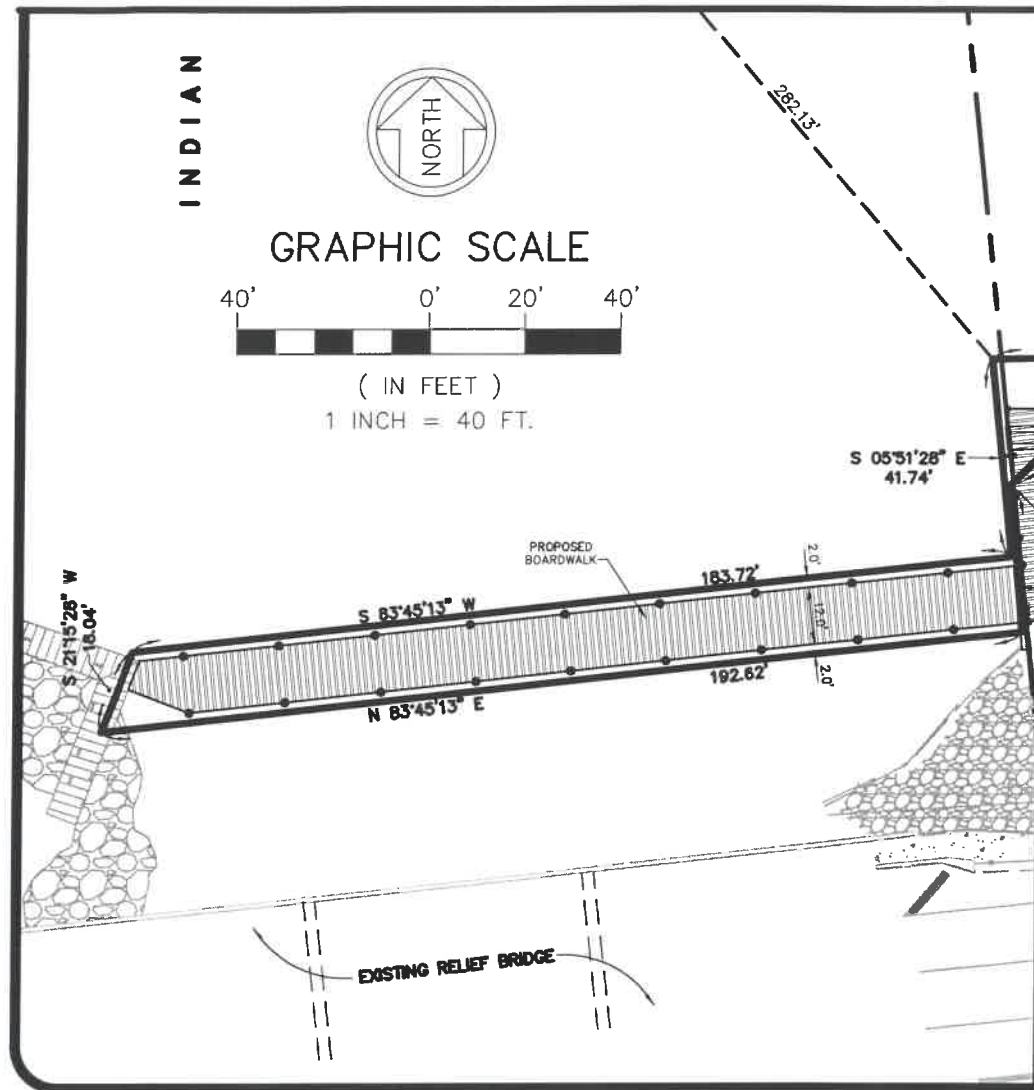 INDIAN
NORTH
282.13'
GRAPHIC SCALE
40' 0' 20' 40'
( IN FEET )
1 INCH = 40 FT.
S 05°51'28" E
41.74'
PROPOSED
BOARDWALK
2.0'
183.72'
S 83°45'13" W
12.0'
S 21°15'28" W
18.04'
192.62'
2.0'
N 83°45'13" E
EXISTING RELIEF BRIDGE